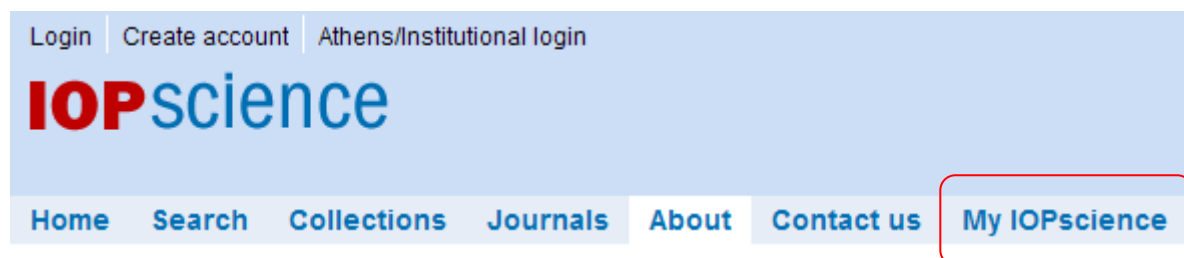 Login Create account Athens/Institutional login
IOPscience
Home Search Collections Journals About Contact us My IOPscience